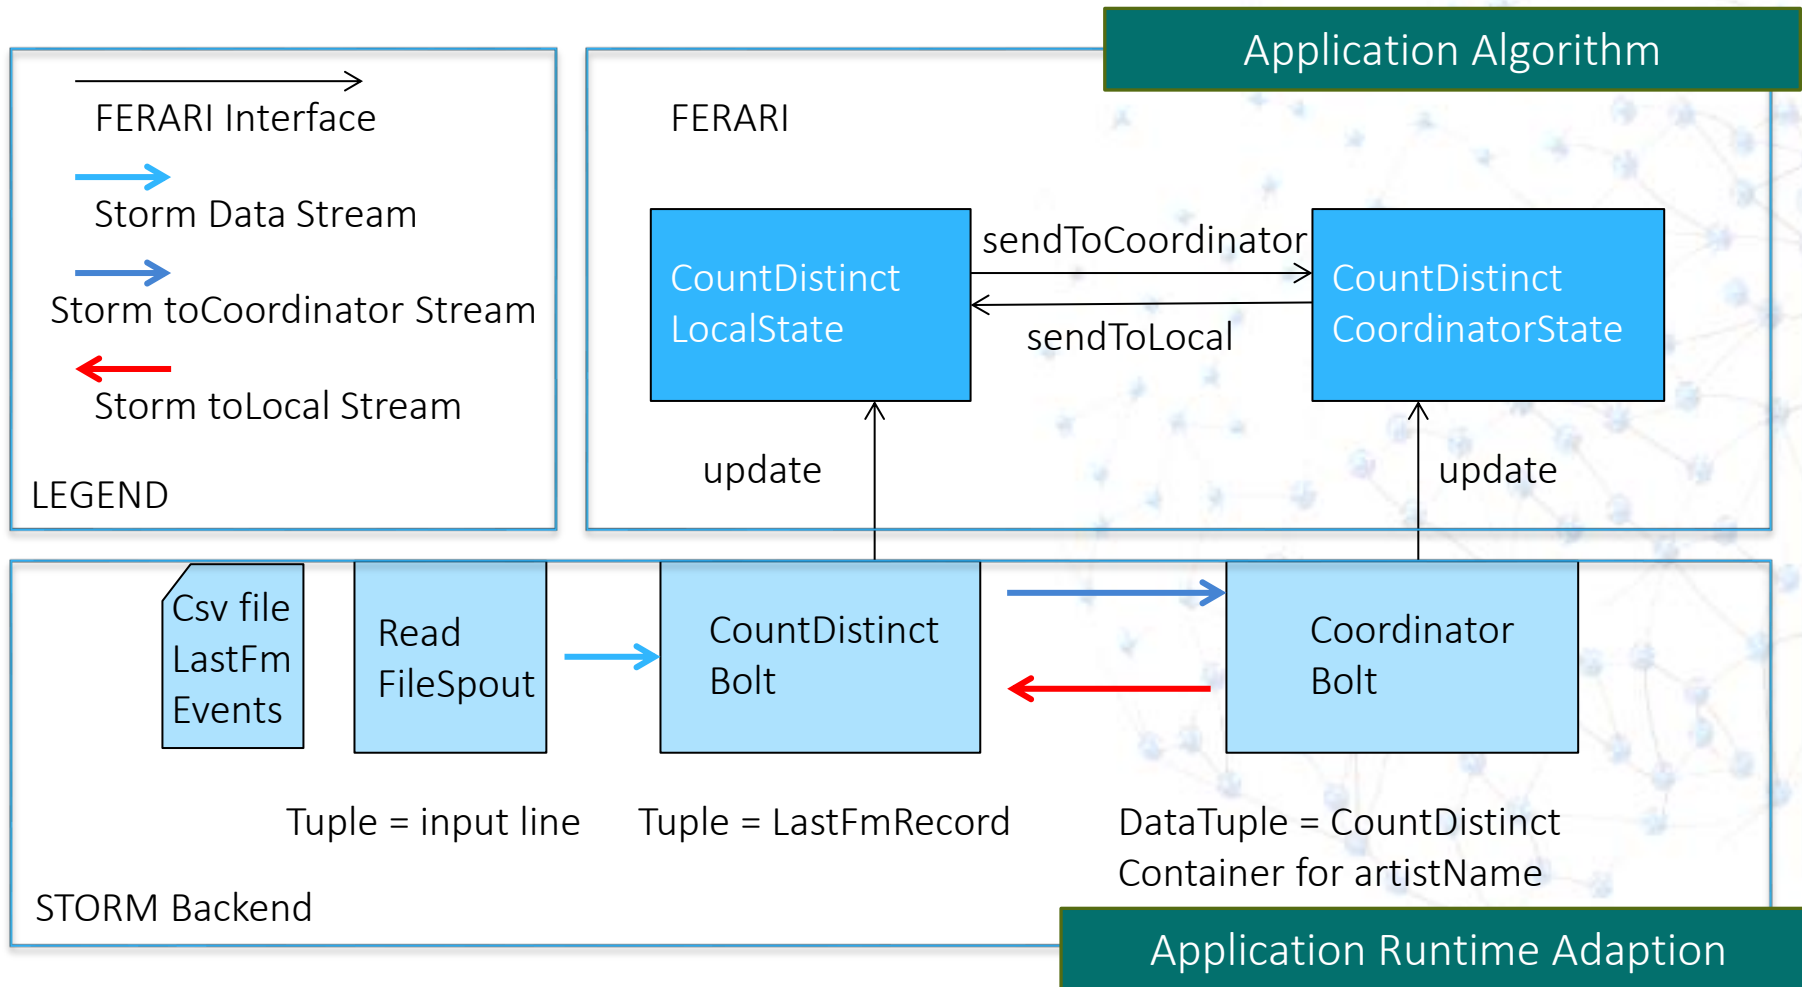 Application Algorithm
FERARI Interface
Storm Data Stream
Storm toCoordinator Stream
Storm toLocal Stream
LEGEND
FERARI
CountDistinct
LocalState
sendToCoordinator
sendToLocal
CountDistinct
CoordinatorState
update
update
Csv file
LastFm
Events
Read
FileSpout
CountDistinct
Bolt
Coordinator
Bolt
Tuple = input line
Tuple = LastFmRecord
DataTuple = CountDistinct
Container for artistName
STORM Backend
Application Runtime Adaption